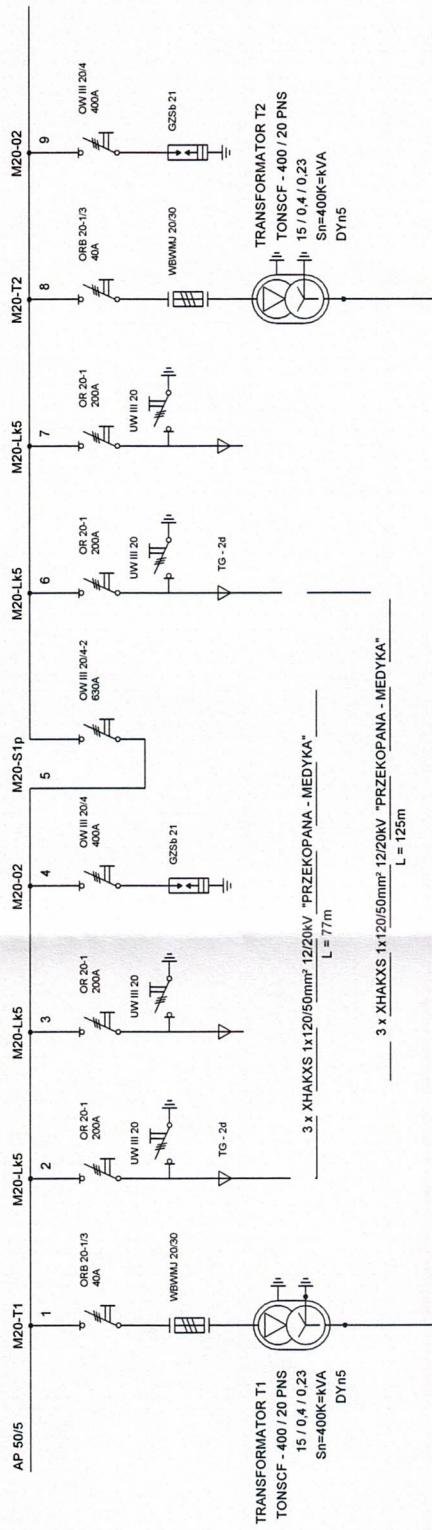 AP 50/5
M20-T1
1
ORB 20-1/3
40A
WBWMJ 20/30
TRANSFORMATOR T1
TONSCF - 400 / 20 PNS
15 / 0,4 / 0,23
Sn=400K=kVA
DYn5
M20-Lk5
2
OR 20-1
200A
UW III 20
TG - 2d
M20-Lk5
3
OR 20-1
200A
UW III 20
M20-02
4
OW III 20/4
400A
GZSb 21
M20-S1p
5
OW III 20/4-2
630A
M20-Lk5
6
OR 20-1
200A
UW III 20
TG - 2d
M20-Lk5
7
OR 20-1
200A
UW III 20
M20-T2
8
ORB 20-1/3
40A
WBWMJ 20/30
TRANSFORMATOR T2
TONSCF - 400 / 20 PNS
15 / 0,4 / 0,23
Sn=400K=kVA
DYn5
M20-02
9
OW III 20/4
400A
GZSb 21
3 x XHAKXS 1x120/50mm² 12/20kV "PRZEKOPANA - MEDYKA"
L = 77m
3 x XHAKXS 1x120/50mm² 12/20kV "PRZEKOPANA - MEDYKA"
L = 125m